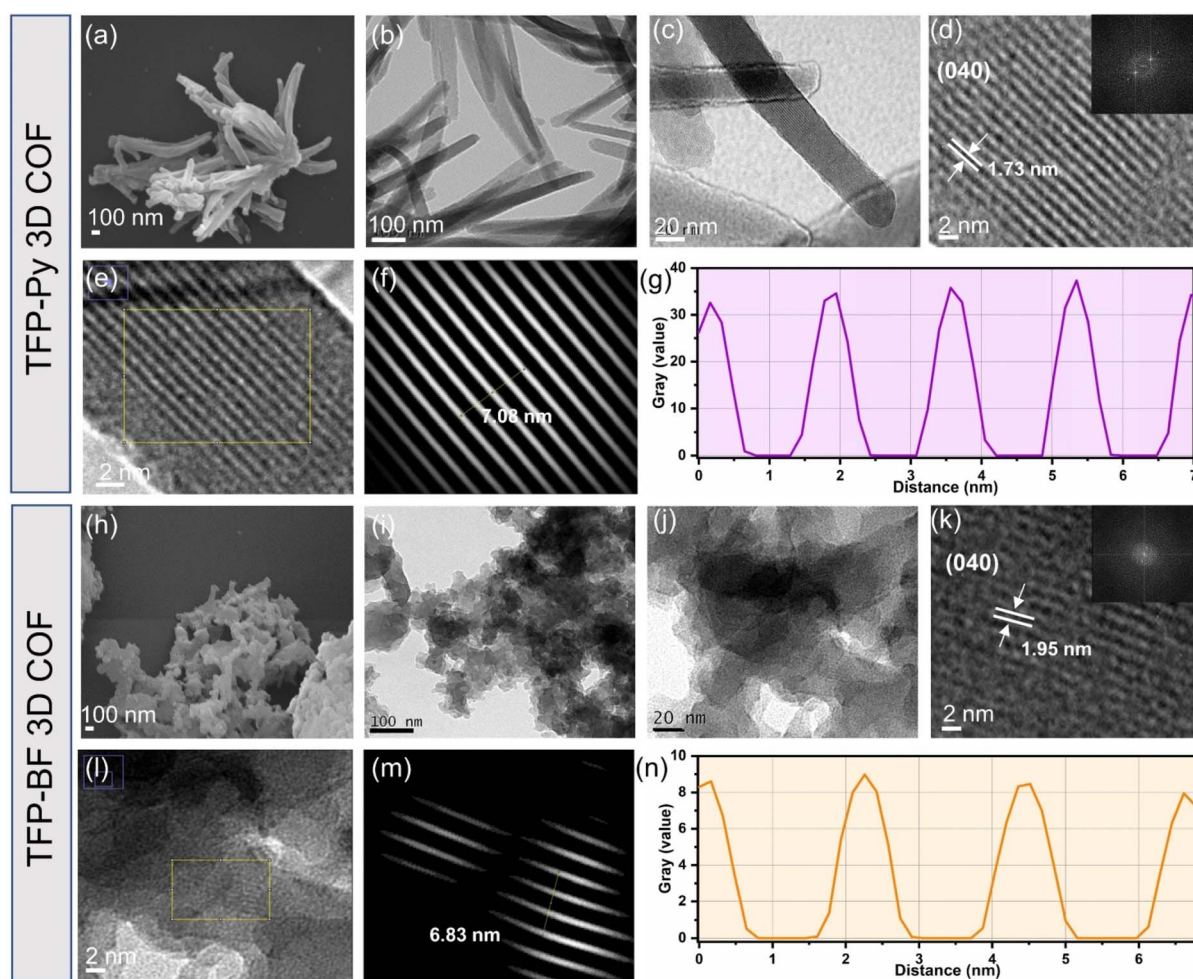 TFP-Py 3D COF
(a)
100 nm
(b)
100 nm
(c)
20 nm
(d)
(040)
1.73 nm
2 nm
(e)
2 nm
(f)
7.08 nm
(g)
Gray (value)
40
30
20
10
0
0 1 2 3 4 5 6 7
Distance (nm)
TFP-BF 3D COF
(h)
100 nm
(i)
100 nm
(j)
20 nm
(k)
(040)
1.95 nm
2 nm
(l)
2 nm
(m)
6.83 nm
(n)
Gray (value)
10
8
6
4
2
0
0 1 2 3 4 5 6
Distance (nm)